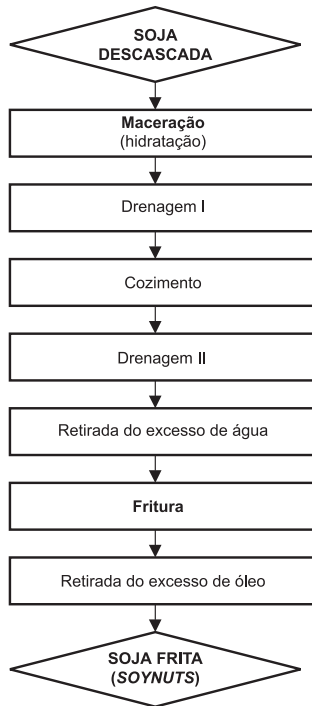 SOJA
DESCASCADA
Maceração
(hidratação)
Drenagem I
Cozimento
Drenagem II
Retirada do excesso de água
Fritura
Retirada do excesso de óleo
SOJA FRITA
(SOYNUTS)